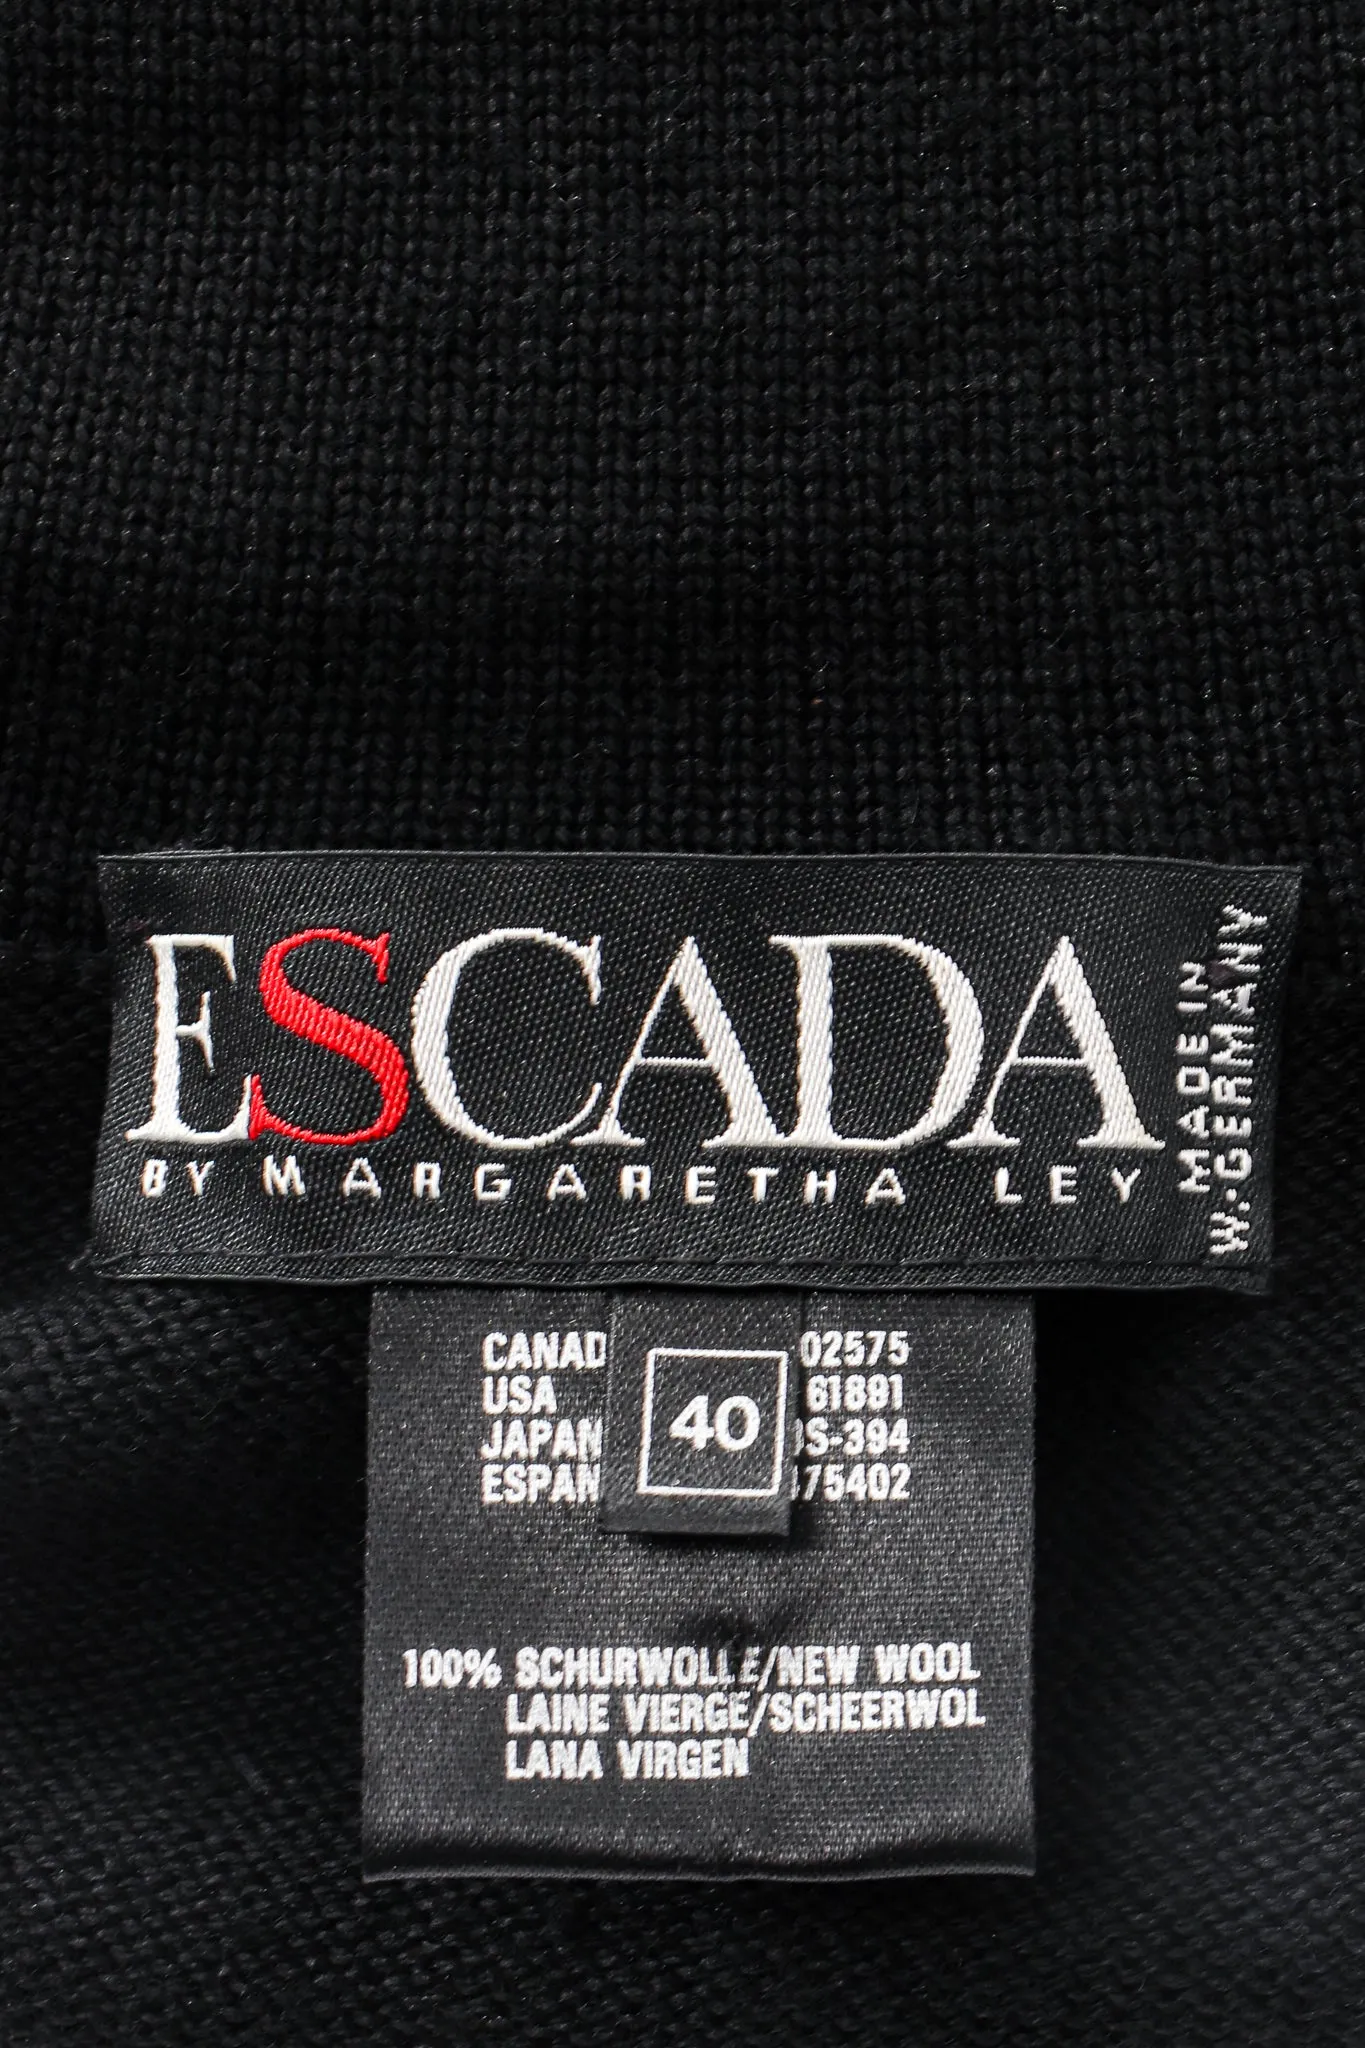 ESCADA
BY MARGARETHA LEY
MADE IN
W.GERMANY
CANAD 02575
USA 61891
JAPAN S-394
ESPAN 75402
40
100% SCHURWOLLE/NEW WOOL
LAINE VIERGE/SCHEERWOL
LANA VIRGEN